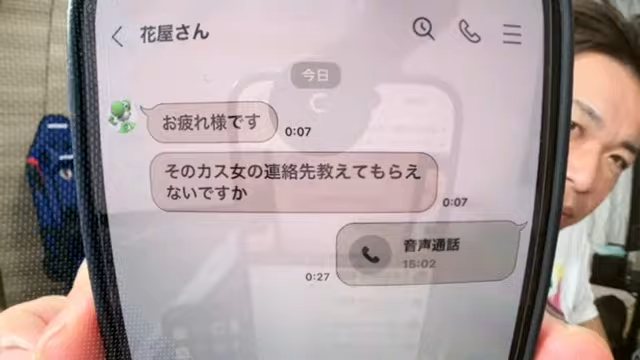 花屋さん
今日
お疲れ様です
0:07
そのカス女の連絡先教えてもらえ
ないですか
0:07
音声通話
15:02
0:27